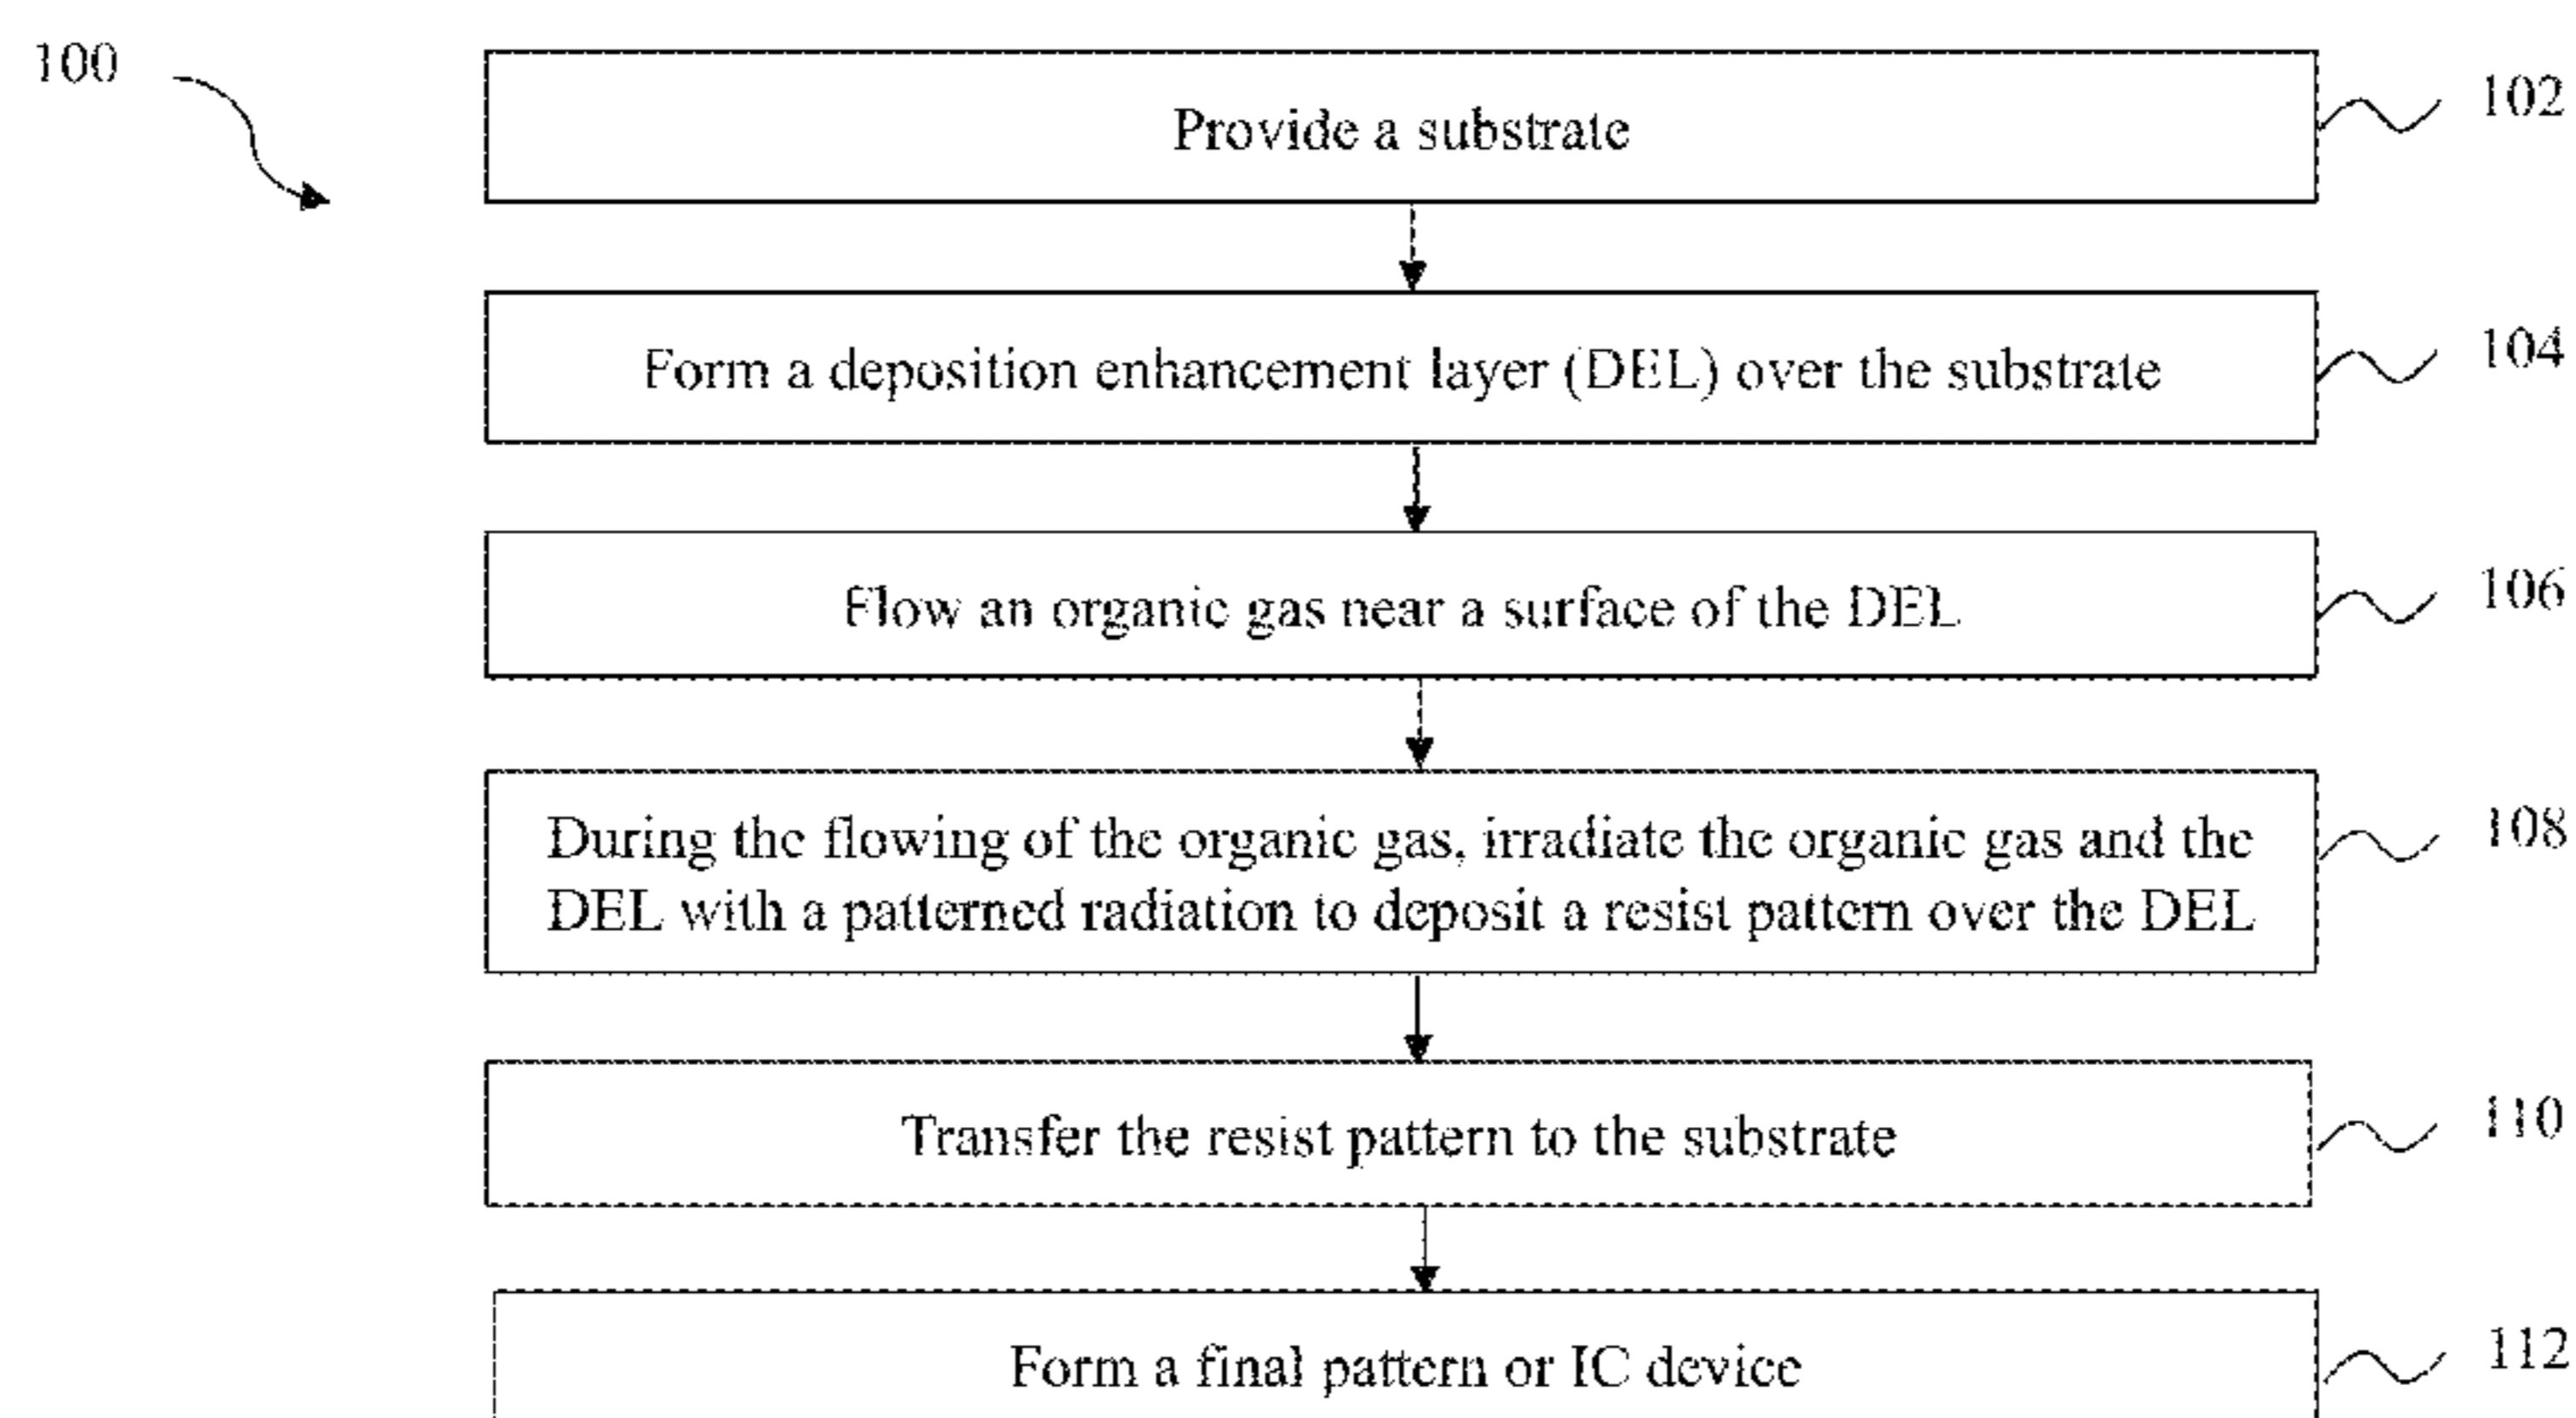 100
Provide a substrate
102
Form a deposition enhancement layer (DEL) over the substrate
104
Flow an organic gas near a surface of the DEL
106
During the flowing of the organic gas, irradiate the organic gas and the
DEL with a patterned radiation to deposit a resist pattern over the DEL
108
Transfer the resist pattern to the substrate
110
Form a final pattern or IC device
112